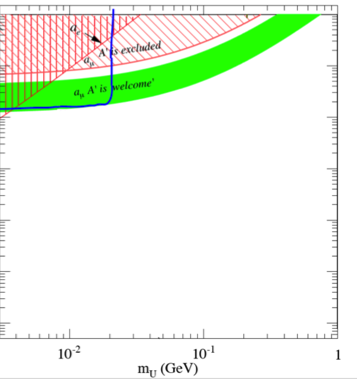 a_e
A' is excluded
a_μ
a_μ A' is 'welcome'
10^-2
10^-1
1
m_U (GeV)